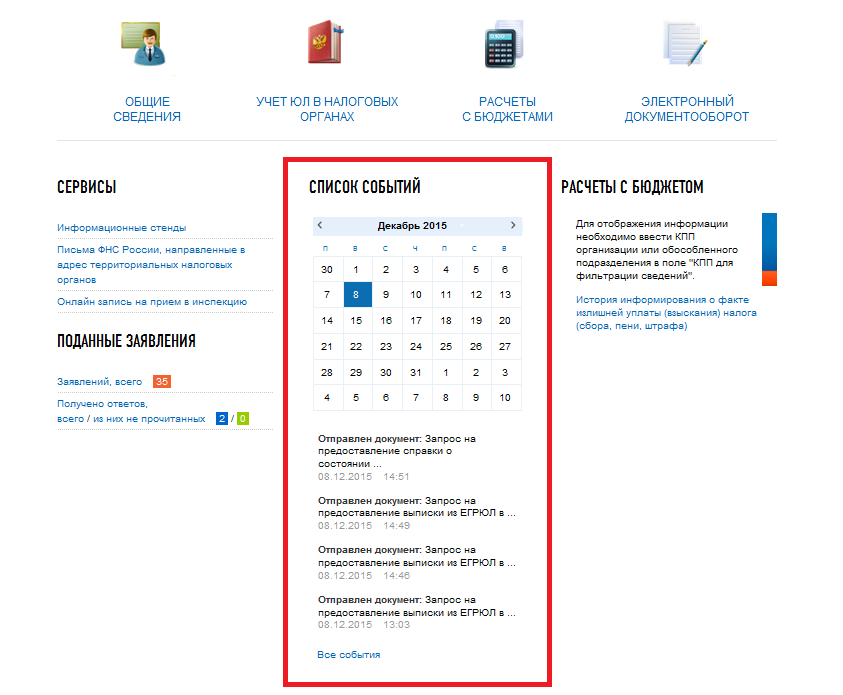 ОБЩИЕ
СВЕДЕНИЯ
УЧЕТ ЮЛ В НАЛОГОВЫХ
ОРГАНАХ
РАСЧЕТЫ
С БЮДЖЕТАМИ
ЭЛЕКТРОННЫЙ
ДОКУМЕНТООБОРОТ
СЕРВИСЫ
Информационные стенды
Письма ФНС России, направленные в
адрес территориальных налоговых
органов
Онлайн запись на прием в инспекцию
ПОДАННЫЕ ЗАЯВЛЕНИЯ
Заявлений, всего 35
Получено ответов,
всего / из них не прочитанных 2 / 0
СПИСОК СОБЫТИЙ
Декабрь 2015
п в с ч п с в
30 1 2 3 4 5 6
7 8 9 10 11 12 13
14 15 16 17 18 19 20
21 22 23 24 25 26 27
28 29 30 31 1 2 3
4 5 6 7 8 9 10
Отправлен документ: Запрос на
предоставление справки о
состоянии ...
08.12.2015 14:51
Отправлен документ: Запрос на
предоставление выписки из ЕГРЮЛ в ...
08.12.2015 14:49
Отправлен документ: Запрос на
предоставление выписки из ЕГРЮЛ в ...
08.12.2015 14:46
Отправлен документ: Запрос на
предоставление выписки из ЕГРЮЛ в ...
08.12.2015 13:03
Все события
РАСЧЕТЫ С БЮДЖЕТОМ
Для отображения информации
необходимо ввести КПП
организации или обособленного
подразделения в поле "КПП для
фильтрации сведений".
История информирования о факте
излишней уплаты (взыскания) налога
(сбора, пени, штрафа)